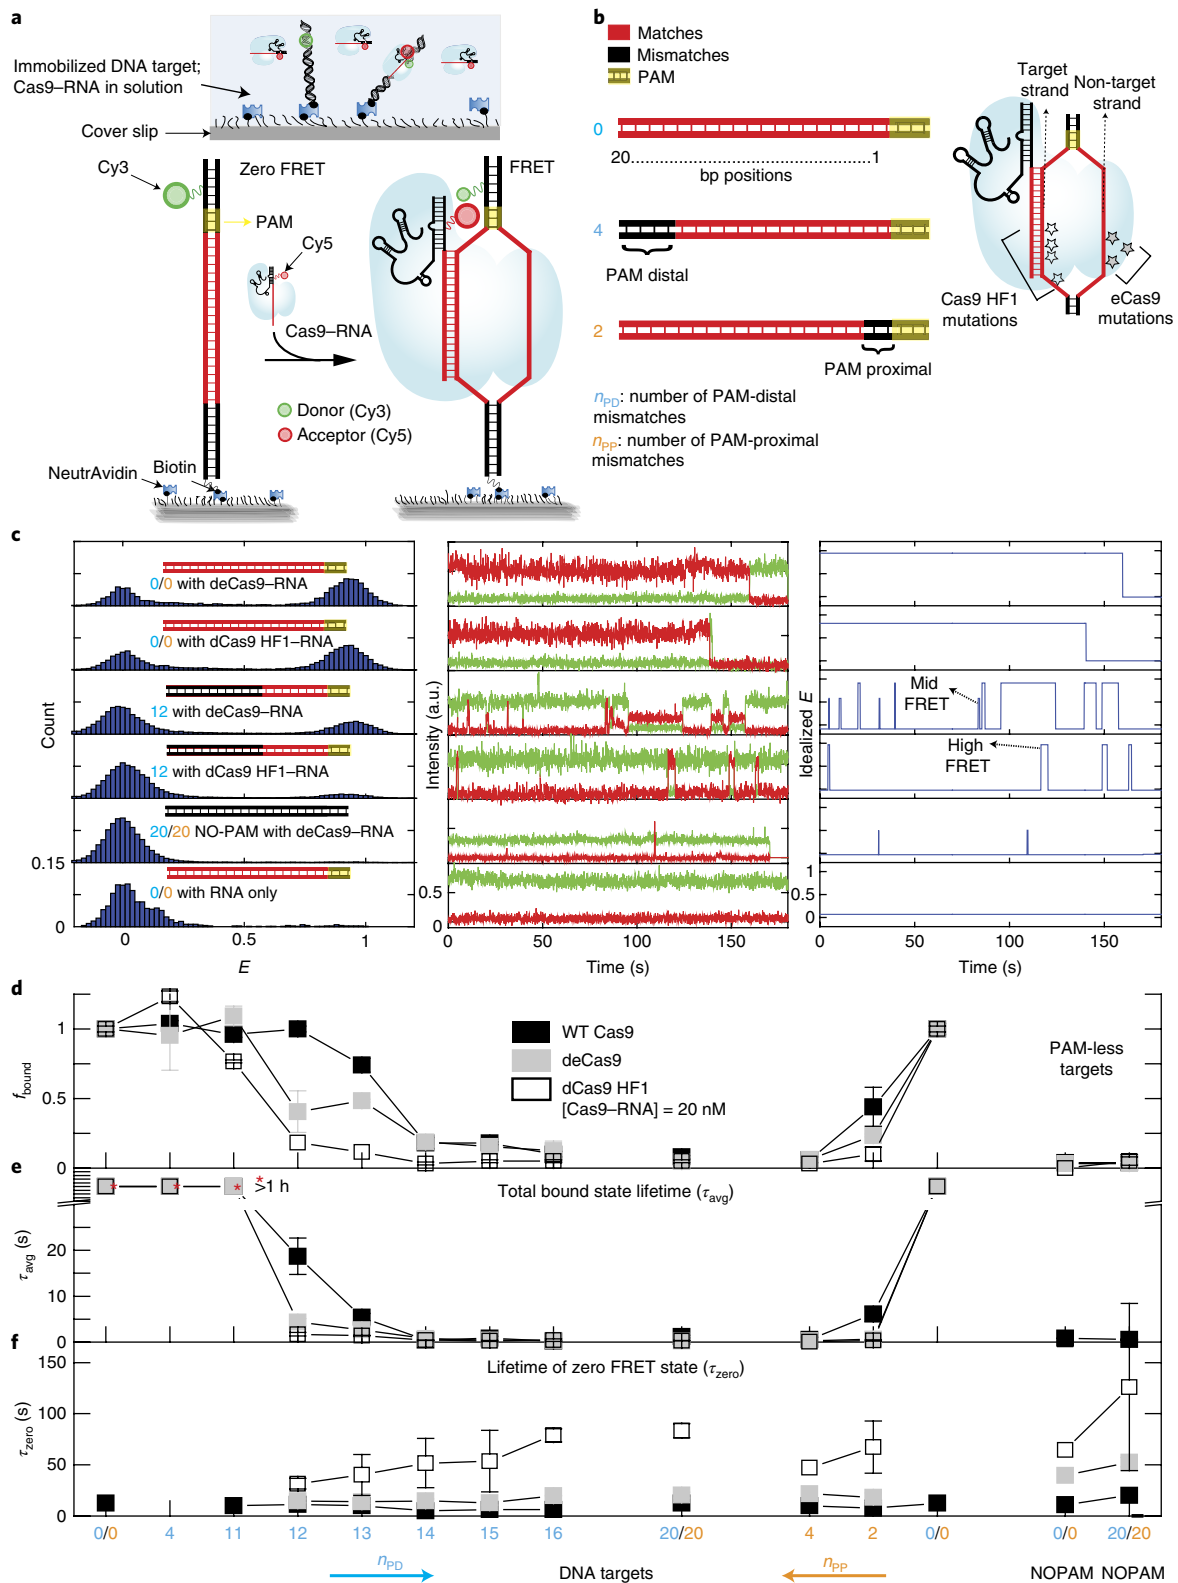 a
Immobilized DNA target;
Cas9–RNA in solution
Cover slip
Cy3
Zero FRET
FRET
PAM
Cy5
Cas9–RNA
Donor (Cy3)
Acceptor (Cy5)
NeutrAvidin
Biotin
b
Matches
Mismatches
PAM
Target
strand
Non-target
strand
0
20 1
bp positions
4
PAM distal
Cas9 HF1
mutations
eCas9
mutations
2
PAM proximal
nPD: number of PAM-distal
mismatches
nPP: number of PAM-proximal
mismatches
c
0/0 with deCas9–RNA
0/0 with dCas9 HF1–RNA
12 with deCas9–RNA
12 with dCas9 HF1–RNA
20/20 NO-PAM with deCas9–RNA
0/0 with RNA only
Count
0.15
0
0 0.5 1
E
Intensity (a.u.)
0.5
0
0 50 100 150
Time (s)
Idealized E
Mid
FRET
High
FRET
1
0.5
0
0 50 100 150
Time (s)
d
fbound
1
0.5
0
WT Cas9
deCas9
dCas9 HF1
[Cas9–RNA] = 20 nM
PAM-less
targets
e
* >1 h
Total bound state lifetime (τavg)
τavg (s)
20
10
0
f
Lifetime of zero FRET state (τzero)
τzero (s)
150
100
50
0
0/0 4 11 12 13 14 15 16 20/20 4 2 0/0 0/0 20/20
nPD DNA targets nPP NOPAM NOPAM